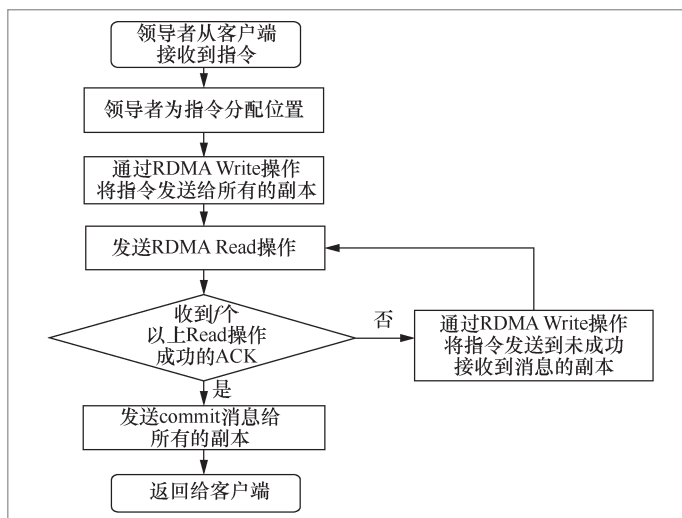 领导者从客户端
接收到指令
领导者为指令分配位置
通过RDMA Write操作
将指令发送给所有的副本
发送RDMA Read操作
收到f个
以上Read操作
成功的ACK
否
通过RDMA Write操作
将指令发送到未成功
接收到消息的副本
是
发送commit消息给
所有的副本
返回给客户端